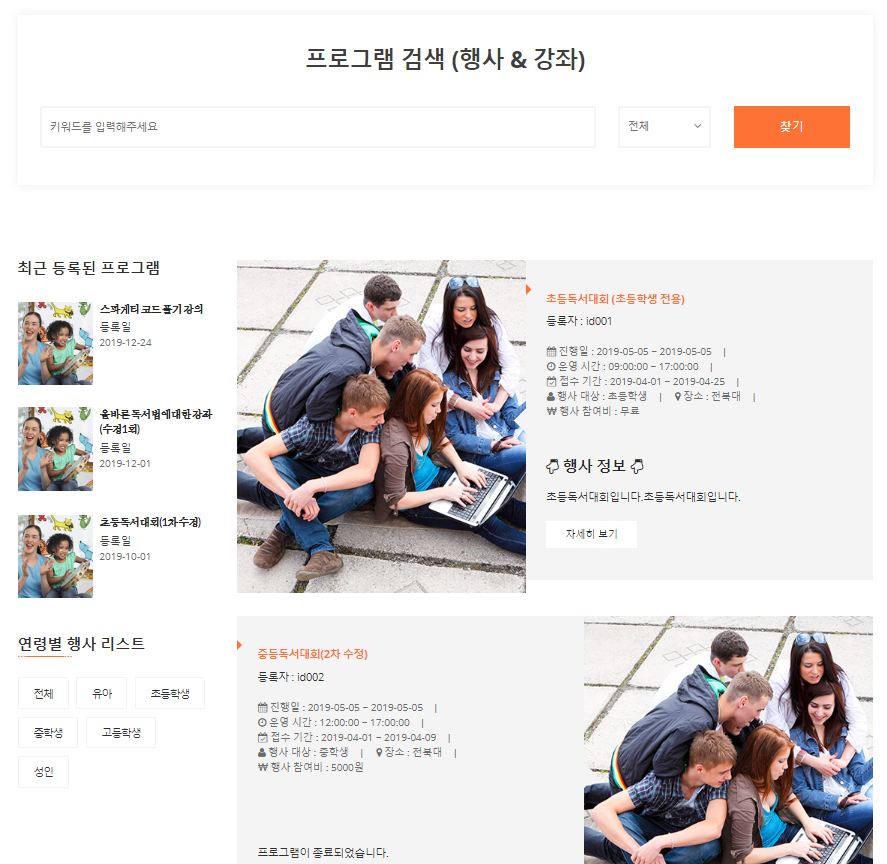 프로그램 검색 (행사 & 강좌)
키워드를 입력해주세요
전체
찾기
최근 등록된 프로그램
스파게티 코드 풀기 강의
등록일
2019-12-24
올바른 독서법에 대한 강좌
(수정1회)
등록일
2019-12-01
초등독서대회(1차 수정)
등록일
2019-10-01
연령별 행사 리스트
전체
유아
초등학생
중학생
고등학생
성인
초등독서대회 (초등학생 전용)
등록자 : id001
진행일 : 2019-05-05 ~ 2019-05-05 |
운영 시간 : 09:00:00 ~ 17:00:00 |
접수 기간 : 2019-04-01 ~ 2019-04-25 |
행사 대상 : 초등학생 | 장소 : 전북대 |
₩ 행사 참여비 : 무료
👇 행사 정보 👇
초등독서대회입니다.초등독서대회입니다.
자세히 보기
중등독서대회(2차 수정)
등록자 : id002
진행일 : 2019-05-05 ~ 2019-05-05 |
운영 시간 : 12:00:00 ~ 17:00:00 |
접수 기간 : 2019-04-01 ~ 2019-04-09 |
행사 대상 : 중학생 | 장소 : 전북대 |
₩ 행사 참여비 : 5000원
프로그램이 종료되었습니다.